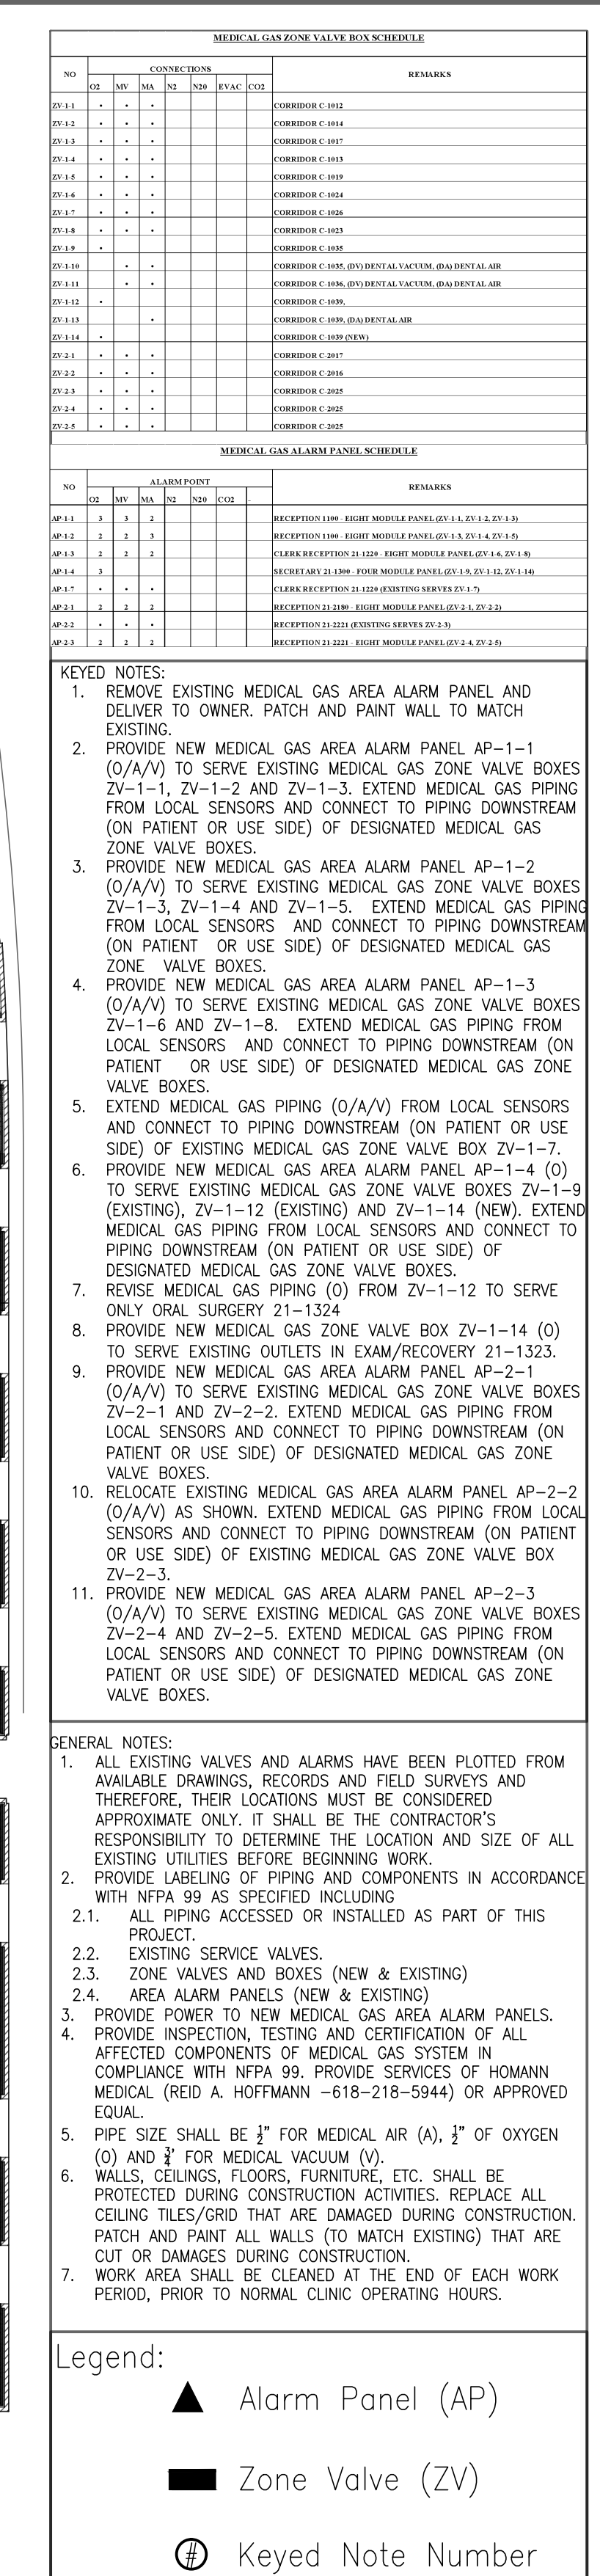 MEDICAL GAS ZONE VALVE BOX SCHEDULE
NO CONNECTIONS REMARKS
O2 MV MA N2 N20 EVAC CO2
ZV-1-1 • • • CORRIDOR C-1012
ZV-1-2 • • • CORRIDOR C-1014
ZV-1-3 • • • CORRIDOR C-1017
ZV-1-4 • • • CORRIDOR C-1013
ZV-1-5 • • • CORRIDOR C-1019
ZV-1-6 • • • CORRIDOR C-1024
ZV-1-7 • • • CORRIDOR C-1026
ZV-1-8 • • • CORRIDOR C-1023
ZV-1-9 • CORRIDOR C-1035
ZV-1-10 • • CORRIDOR C-1035, (DV) DENTAL VACUUM, (DA) DENTAL AIR
ZV-1-11 • • CORRIDOR C-1036, (DV) DENTAL VACUUM, (DA) DENTAL AIR
ZV-1-12 • CORRIDOR C-1039,
ZV-1-13 • CORRIDOR C-1039, (DA) DENTAL AIR
ZV-1-14 • CORRIDOR C-1039 (NEW)
ZV-2-1 • • • CORRIDOR C-2017
ZV-2-2 • • • CORRIDOR C-2016
ZV-2-3 • • • CORRIDOR C-2025
ZV-2-4 • • • CORRIDOR C-2025
ZV-2-5 • • • CORRIDOR C-2025
MEDICAL GAS ALARM PANEL SCHEDULE
NO ALARM POINT REMARKS
O2 MV MA N2 N20 CO2 -
AP-1-1 3 3 2 RECEPTION 1100 - EIGHT MODULE PANEL (ZV-1-1, ZV-1-2, ZV-1-3)
AP-1-2 2 2 3 RECEPTION 1100 - EIGHT MODULE PANEL (ZV-1-3, ZV-1-4, ZV-1-5)
AP-1-3 2 2 2 CLERK RECEPTION 21-1220 - EIGHT MODULE PANEL (ZV-1-6, ZV-1-8)
AP-1-4 3 SECRETARY 21-1300 - FOUR MODULE PANEL (ZV-1-9, ZV-1-12, ZV-1-14)
AP-1-7 • • • CLERK RECEPTION 21-1220 (EXISTING SERVES ZV-1-7)
AP-2-1 2 2 2 RECEPTION 21-2180 - EIGHT MODULE PANEL (ZV-2-1, ZV-2-2)
AP-2-2 • • • RECEPTION 21-2221 (EXISTING SERVES ZV-2-3)
AP-2-3 2 2 2 RECEPTION 21-2221 - EIGHT MODULE PANEL (ZV-2-4, ZV-2-5)
KEYED NOTES:
1. REMOVE EXISTING MEDICAL GAS AREA ALARM PANEL AND
DELIVER TO OWNER. PATCH AND PAINT WALL TO MATCH
EXISTING.
2. PROVIDE NEW MEDICAL GAS AREA ALARM PANEL AP-1-1
(O/A/V) TO SERVE EXISTING MEDICAL GAS ZONE VALVE BOXES
ZV-1-1, ZV-1-2 AND ZV-1-3. EXTEND MEDICAL GAS PIPING
FROM LOCAL SENSORS AND CONNECT TO PIPING DOWNSTREAM
(ON PATIENT OR USE SIDE) OF DESIGNATED MEDICAL GAS
ZONE VALVE BOXES.
3. PROVIDE NEW MEDICAL GAS AREA ALARM PANEL AP-1-2
(O/A/V) TO SERVE EXISTING MEDICAL GAS ZONE VALVE BOXES
ZV-1-3, ZV-1-4 AND ZV-1-5. EXTEND MEDICAL GAS PIPING
FROM LOCAL SENSORS AND CONNECT TO PIPING DOWNSTREAM
(ON PATIENT OR USE SIDE) OF DESIGNATED MEDICAL GAS
ZONE VALVE BOXES.
4. PROVIDE NEW MEDICAL GAS AREA ALARM PANEL AP-1-3
(O/A/V) TO SERVE EXISTING MEDICAL GAS ZONE VALVE BOXES
ZV-1-6 AND ZV-1-8. EXTEND MEDICAL GAS PIPING FROM
LOCAL SENSORS AND CONNECT TO PIPING DOWNSTREAM (ON
PATIENT OR USE SIDE) OF DESIGNATED MEDICAL GAS ZONE
VALVE BOXES.
5. EXTEND MEDICAL GAS PIPING (O/A/V) FROM LOCAL SENSORS
AND CONNECT TO PIPING DOWNSTREAM (ON PATIENT OR USE
SIDE) OF EXISTING MEDICAL GAS ZONE VALVE BOX ZV-1-7.
6. PROVIDE NEW MEDICAL GAS AREA ALARM PANEL AP-1-4 (O)
TO SERVE EXISTING MEDICAL GAS ZONE VALVE BOXES ZV-1-9
(EXISTING), ZV-1-12 (EXISTING) AND ZV-1-14 (NEW). EXTEND
MEDICAL GAS PIPING FROM LOCAL SENSORS AND CONNECT TO
PIPING DOWNSTREAM (ON PATIENT OR USE SIDE) OF
DESIGNATED MEDICAL GAS ZONE VALVE BOXES.
7. REVISE MEDICAL GAS PIPING (O) FROM ZV-1-12 TO SERVE
ONLY ORAL SURGERY 21-1324
8. PROVIDE NEW MEDICAL GAS ZONE VALVE BOX ZV-1-14 (O)
TO SERVE EXISTING OUTLETS IN EXAM/RECOVERY 21-1323.
9. PROVIDE NEW MEDICAL GAS AREA ALARM PANEL AP-2-1
(O/A/V) TO SERVE EXISTING MEDICAL GAS ZONE VALVE BOXES
ZV-2-1 AND ZV-2-2. EXTEND MEDICAL GAS PIPING FROM
LOCAL SENSORS AND CONNECT TO PIPING DOWNSTREAM (ON
PATIENT OR USE SIDE) OF DESIGNATED MEDICAL GAS ZONE
VALVE BOXES.
10. RELOCATE EXISTING MEDICAL GAS AREA ALARM PANEL AP-2-2
(O/A/V) AS SHOWN. EXTEND MEDICAL GAS PIPING FROM LOCAL
SENSORS AND CONNECT TO PIPING DOWNSTREAM (ON PATIENT
OR USE SIDE) OF EXISTING MEDICAL GAS ZONE VALVE BOX
ZV-2-3.
11. PROVIDE NEW MEDICAL GAS AREA ALARM PANEL AP-2-3
(O/A/V) TO SERVE EXISTING MEDICAL GAS ZONE VALVE BOXES
ZV-2-4 AND ZV-2-5. EXTEND MEDICAL GAS PIPING FROM
LOCAL SENSORS AND CONNECT TO PIPING DOWNSTREAM (ON
PATIENT OR USE SIDE) OF DESIGNATED MEDICAL GAS ZONE
VALVE BOXES.
GENERAL NOTES:
1. ALL EXISTING VALVES AND ALARMS HAVE BEEN PLOTTED FROM
AVAILABLE DRAWINGS, RECORDS AND FIELD SURVEYS AND
THEREFORE, THEIR LOCATIONS MUST BE CONSIDERED
APPROXIMATE ONLY. IT SHALL BE THE CONTRACTOR'S
RESPONSIBILITY TO DETERMINE THE LOCATION AND SIZE OF ALL
EXISTING UTILITIES BEFORE BEGINNING WORK.
2. PROVIDE LABELING OF PIPING AND COMPONENTS IN ACCORDANCE
WITH NFPA 99 AS SPECIFIED INCLUDING
2.1. ALL PIPING ACCESSED OR INSTALLED AS PART OF THIS
PROJECT.
2.2. EXISTING SERVICE VALVES.
2.3. ZONE VALVES AND BOXES (NEW & EXISTING)
2.4. AREA ALARM PANELS (NEW & EXISTING)
3. PROVIDE POWER TO NEW MEDICAL GAS AREA ALARM PANELS.
4. PROVIDE INSPECTION, TESTING AND CERTIFICATION OF ALL
AFFECTED COMPONENTS OF MEDICAL GAS SYSTEM IN
COMPLIANCE WITH NFPA 99. PROVIDE SERVICES OF HOMANN
MEDICAL (REID A. HOFFMANN -618-218-5944) OR APPROVED
EQUAL.
5. PIPE SIZE SHALL BE ½" FOR MEDICAL AIR (A), ½" OF OXYGEN
(O) AND ¾' FOR MEDICAL VACUUM (V).
6. WALLS, CEILINGS, FLOORS, FURNITURE, ETC. SHALL BE
PROTECTED DURING CONSTRUCTION ACTIVITIES. REPLACE ALL
CEILING TILES/GRID THAT ARE DAMAGED DURING CONSTRUCTION.
PATCH AND PAINT ALL WALLS (TO MATCH EXISTING) THAT ARE
CUT OR DAMAGES DURING CONSTRUCTION.
7. WORK AREA SHALL BE CLEANED AT THE END OF EACH WORK
PERIOD, PRIOR TO NORMAL CLINIC OPERATING HOURS.
Legend:
Alarm Panel (AP)
Zone Valve (ZV)
# Keyed Note Number